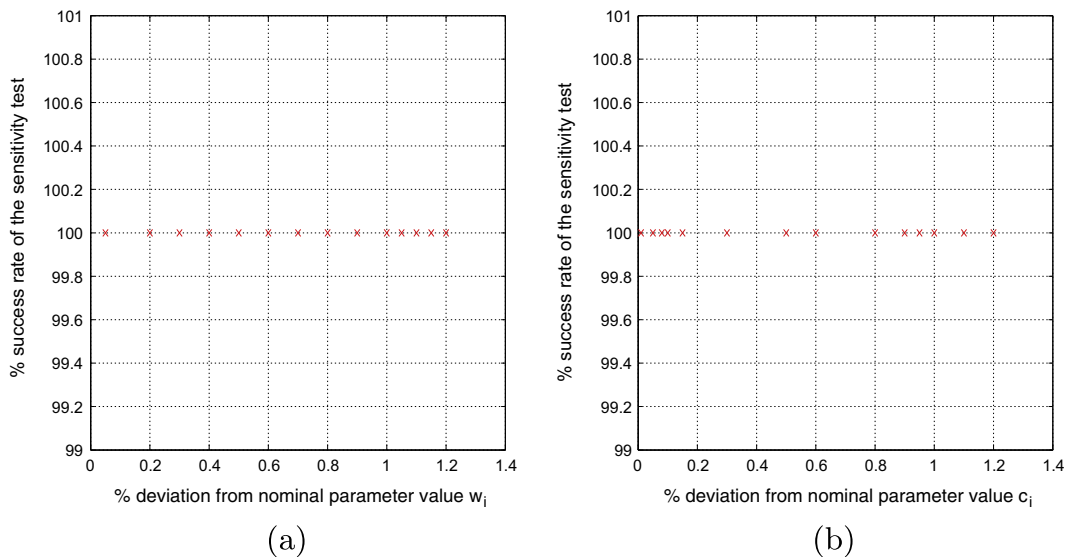 101
100.8
100.6
100.4
100.2
100
99.8
99.6
99.4
99.2
99
0 0.2 0.4 0.6 0.8 1 1.2 1.4
% success rate of the sensitivity test
% deviation from nominal parameter value wi
(a)
101
100.8
100.6
100.4
100.2
100
99.8
99.6
99.4
99.2
99
0 0.2 0.4 0.6 0.8 1 1.2 1.4
% success rate of the sensitivity test
% deviation from nominal parameter value ci
(b)